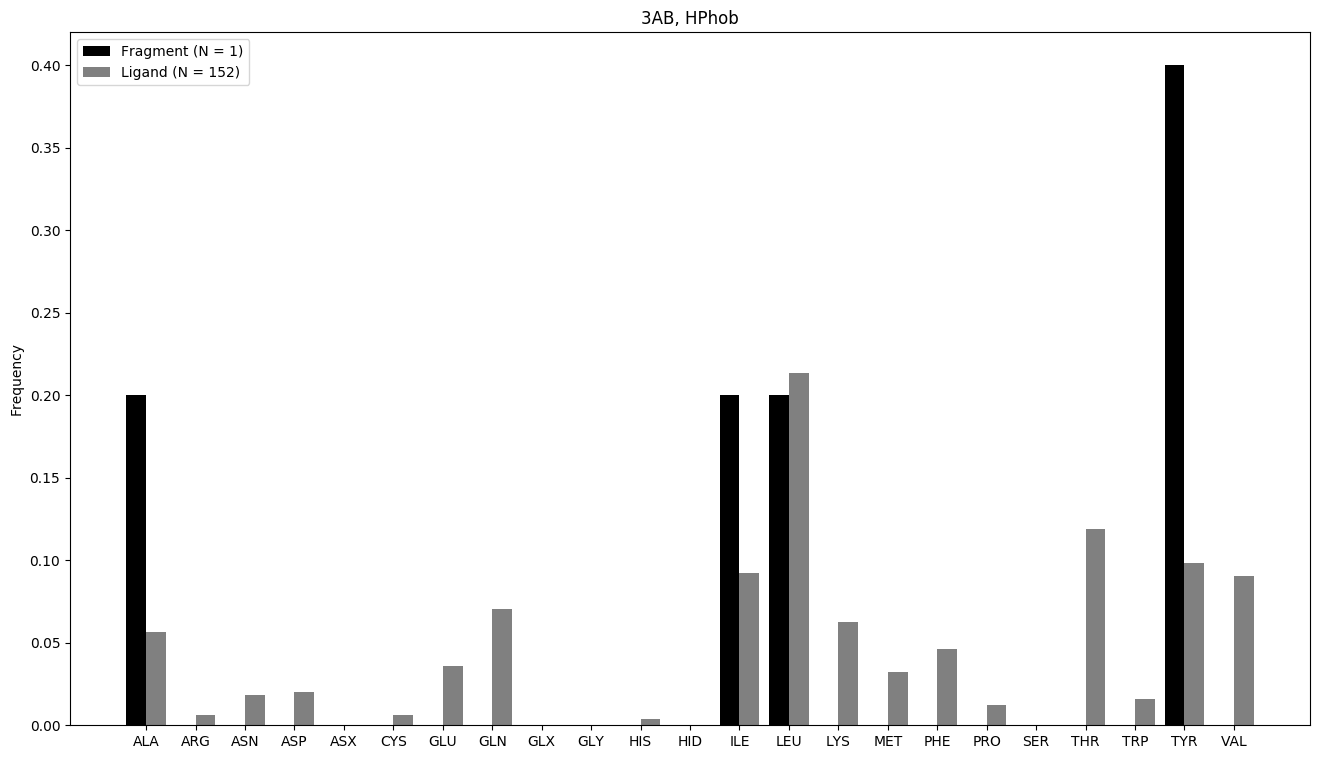 3AB, HPhob
Fragment (N = 1)
Ligand (N = 152)
0.40
0.35
0.30
0.25
0.20
0.15
0.10
0.05
0.00
Frequency
ALA ARG ASN ASP ASX CYS GLU GLN GLX GLY HIS HID ILE LEU LYS MET PHE PRO SER THR TRP TYR VAL